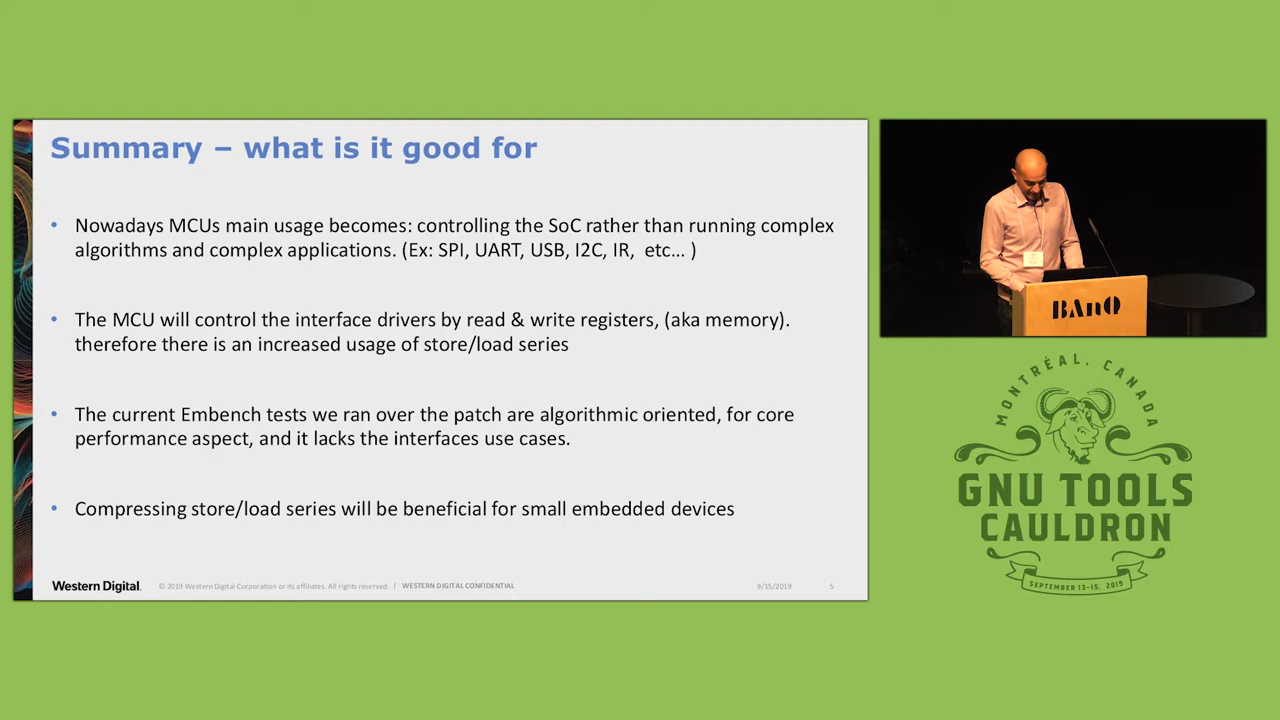 Summary – what is it good for
• Nowadays MCUs main usage becomes: controlling the SoC rather than running complex
algorithms and complex applications. (Ex: SPI, UART, USB, I2C, IR, etc… )
• The MCU will control the interface drivers by read & write registers, (aka memory).
therefore there is an increased usage of store/load series
• The current Embench tests we ran over the patch are algorithmic oriented, for core
performance aspect, and it lacks the interfaces use cases.
• Compressing store/load series will be beneficial for small embedded devices
Western Digital. © 2019 Western Digital Corporation or its affiliates. All rights reserved. | WESTERN DIGITAL CONFIDENTIAL 9/15/2019 5
BAnQ
MONTRÉAL, CANADA
GNU TOOLS
CAULDRON
SEPTEMBER 13-15, 2019